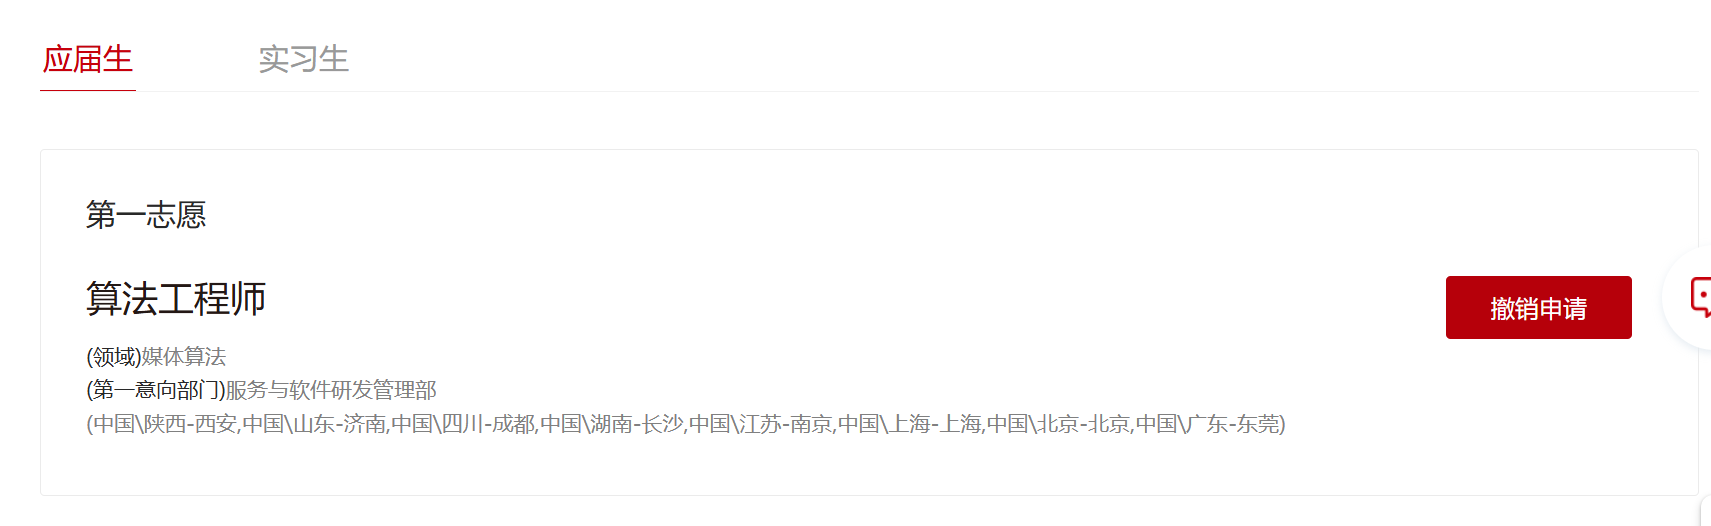 应届生 实习生
第一志愿
算法工程师
撤销申请
(领域)媒体算法
(第一意向部门)服务与软件研发管理部
(中国\陕西-西安,中国\山东-济南,中国\四川-成都,中国\湖南-长沙,中国\江苏-南京,中国\上海-上海,中国\北京-北京,中国\广东-东莞)